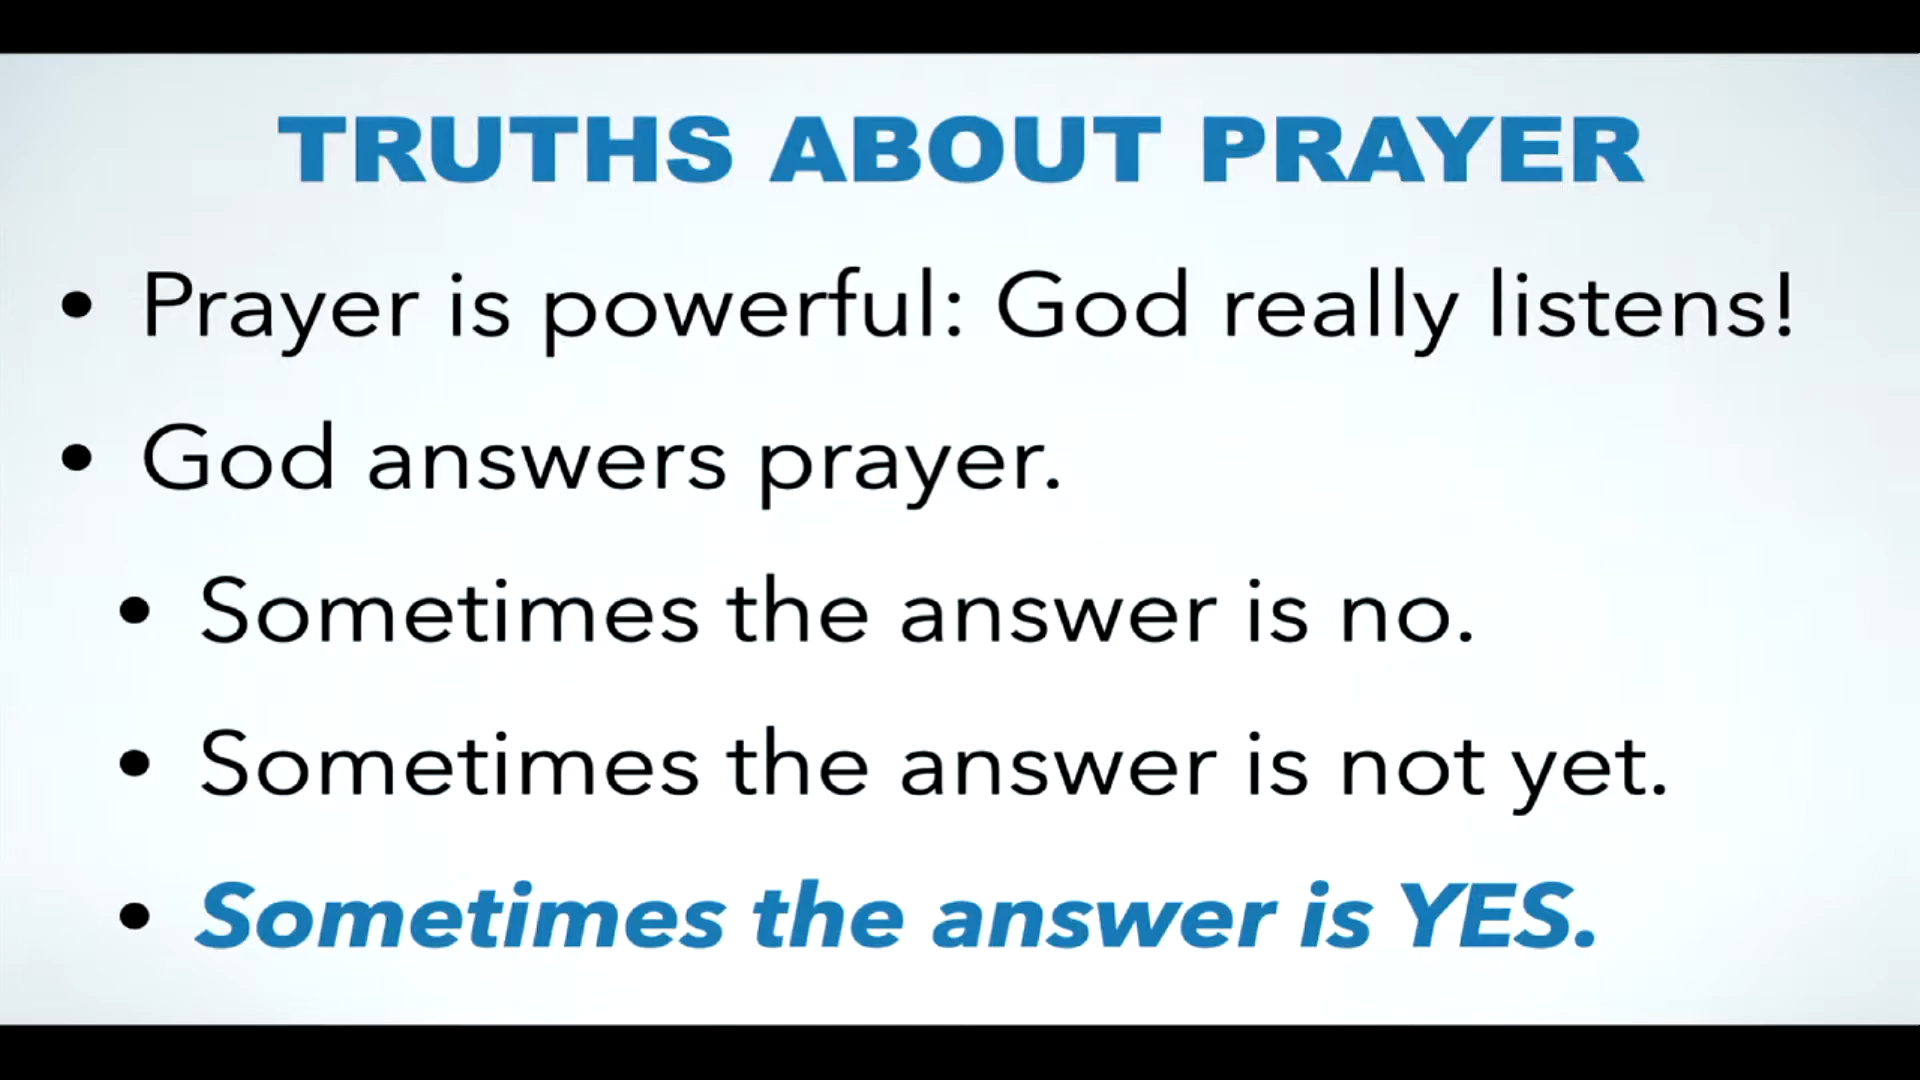 TRUTHS ABOUT PRAYER
• Prayer is powerful: God really listens!
• God answers prayer.
• Sometimes the answer is no.
• Sometimes the answer is not yet.
• Sometimes the answer is YES.